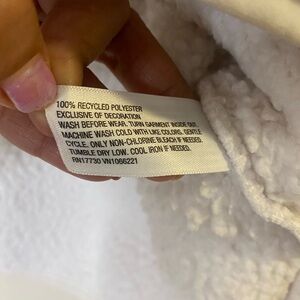 100% RECYCLED POLYESTER
EXCLUSIVE OF DECORATION
WASH BEFORE WEAR. TURN GARMENT INSIDE OUT.
MACHINE WASH COLD WITH LIKE COLORS. GENTLE
CYCLE. ONLY NON-CHLORINE BLEACH IF NEEDED.
TUMBLE DRY LOW. COOL IRON IF NEEDED.
RN17730 VN1066221